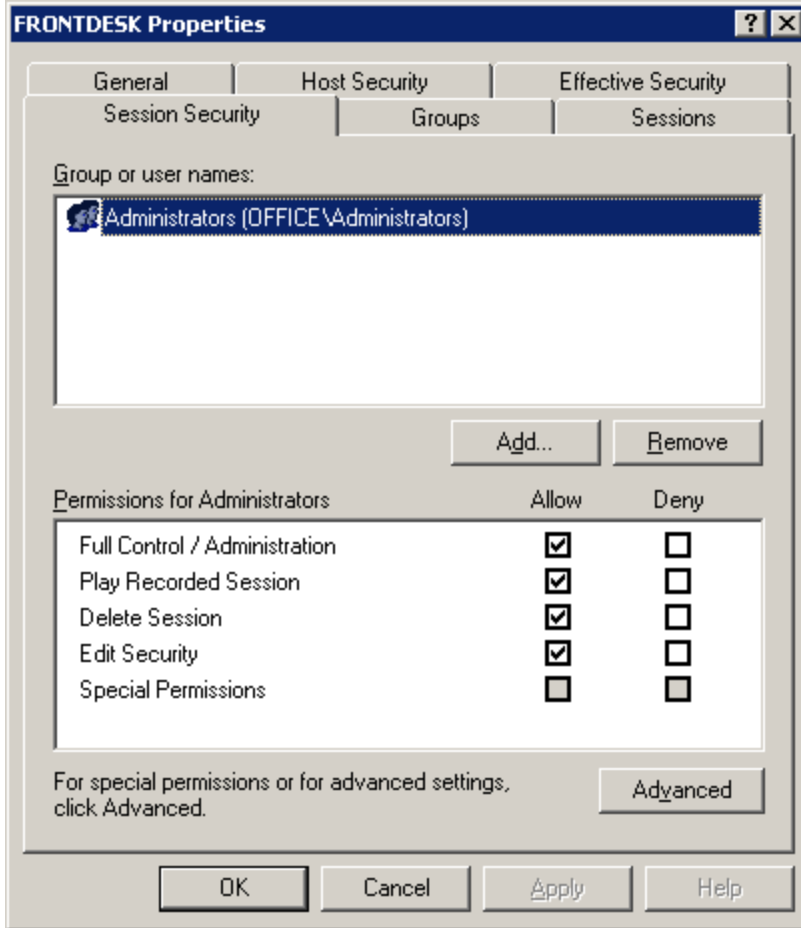 FRONTDESK Properties
General Host Security Effective Security
Session Security Groups Sessions
Group or user names:
Administrators (OFFICE\Administrators)
Add... Remove
Permissions for Administrators Allow Deny
Full Control / Administration
Play Recorded Session
Delete Session
Edit Security
Special Permissions
For special permissions or for advanced settings,
click Advanced.
Advanced
OK Cancel Apply Help